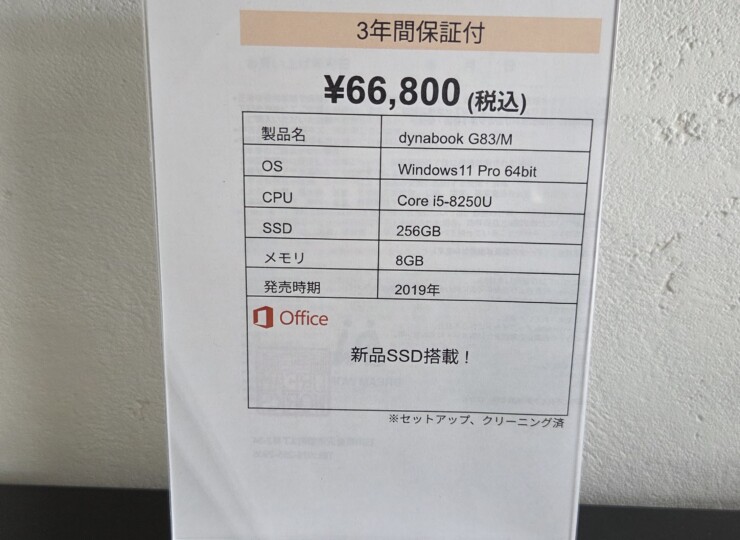 3年間保証付
¥66,800 (税込)
製品名 dynabook G83/M
OS Windows11 Pro 64bit
CPU Core i5-8250U
SSD 256GB
メモリ 8GB
発売時期 2019年
Office
新品SSD搭載！
※セットアップ、クリーニング済